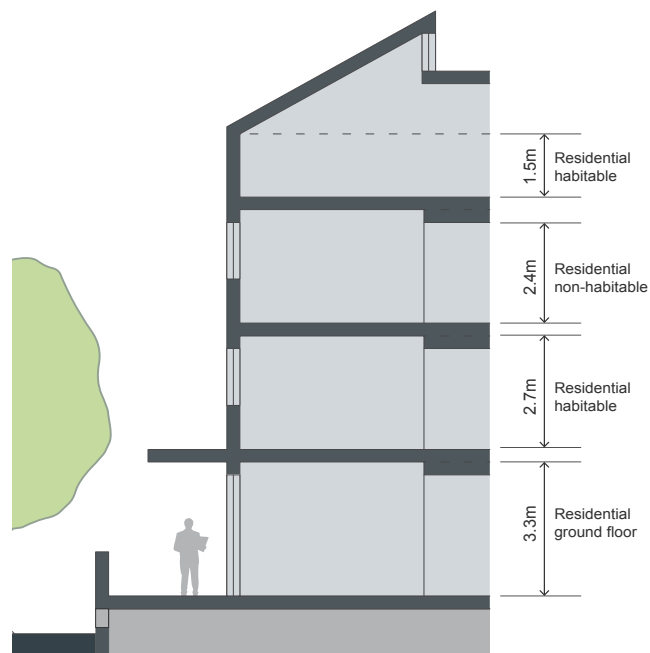 1.5m
Residential
habitable
2.4m
Residential
non-habitable
2.7m
Residential
habitable
3.3m
Residential
ground floor